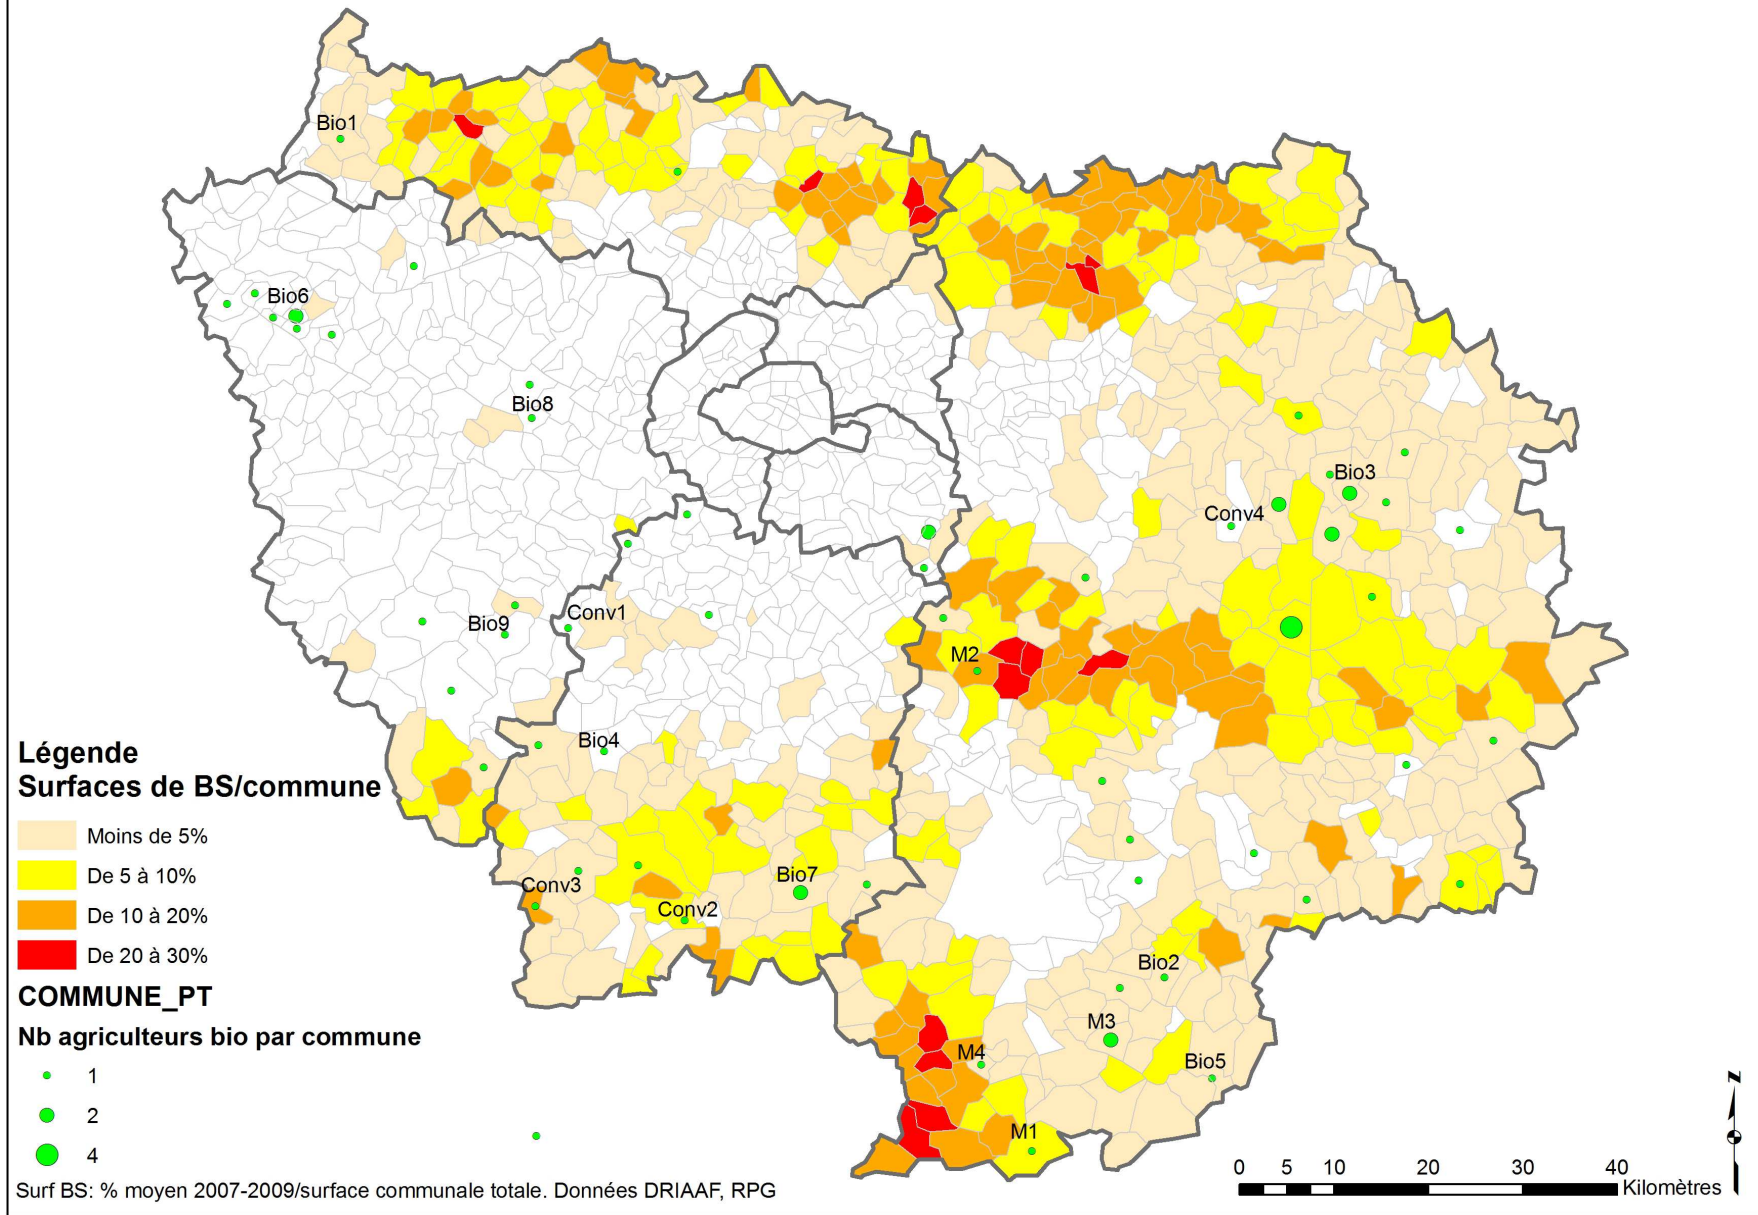 Bio1
Bio6
Bio8
Bio3
Conv4
Conv1
Bio9
M2
Bio4
Légende
Surfaces de BS/commune
Moins de 5%
De 5 à 10%
De 10 à 20%
De 20 à 30%
Bio7
Conv3
Conv2
Bio2
M3
M4
Bio5
M1
COMMUNE_PT
Nb agriculteurs bio par commune
1
2
4
N
0 5 10 20 30 40
Kilomètres
Surf BS: % moyen 2007-2009/surface communale totale. Données DRIAAF, RPG